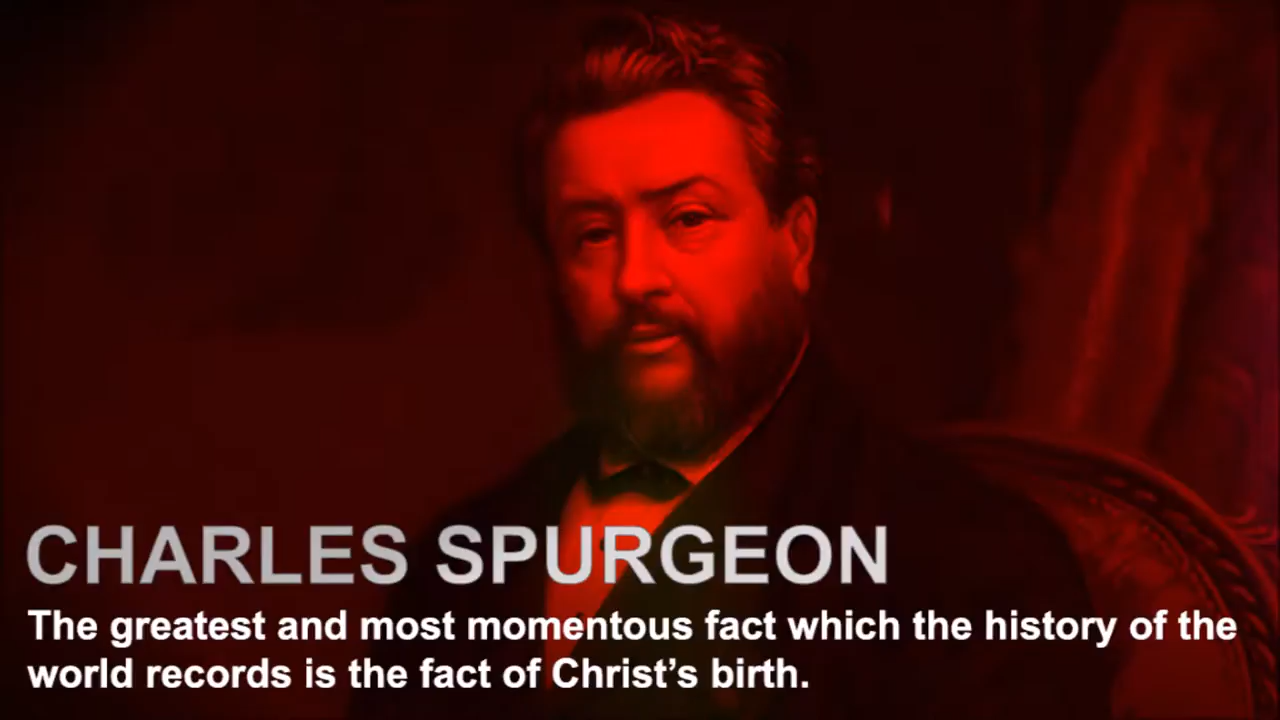 CHARLES SPURGEON
The greatest and most momentous fact which the history of the
world records is the fact of Christ’s birth.